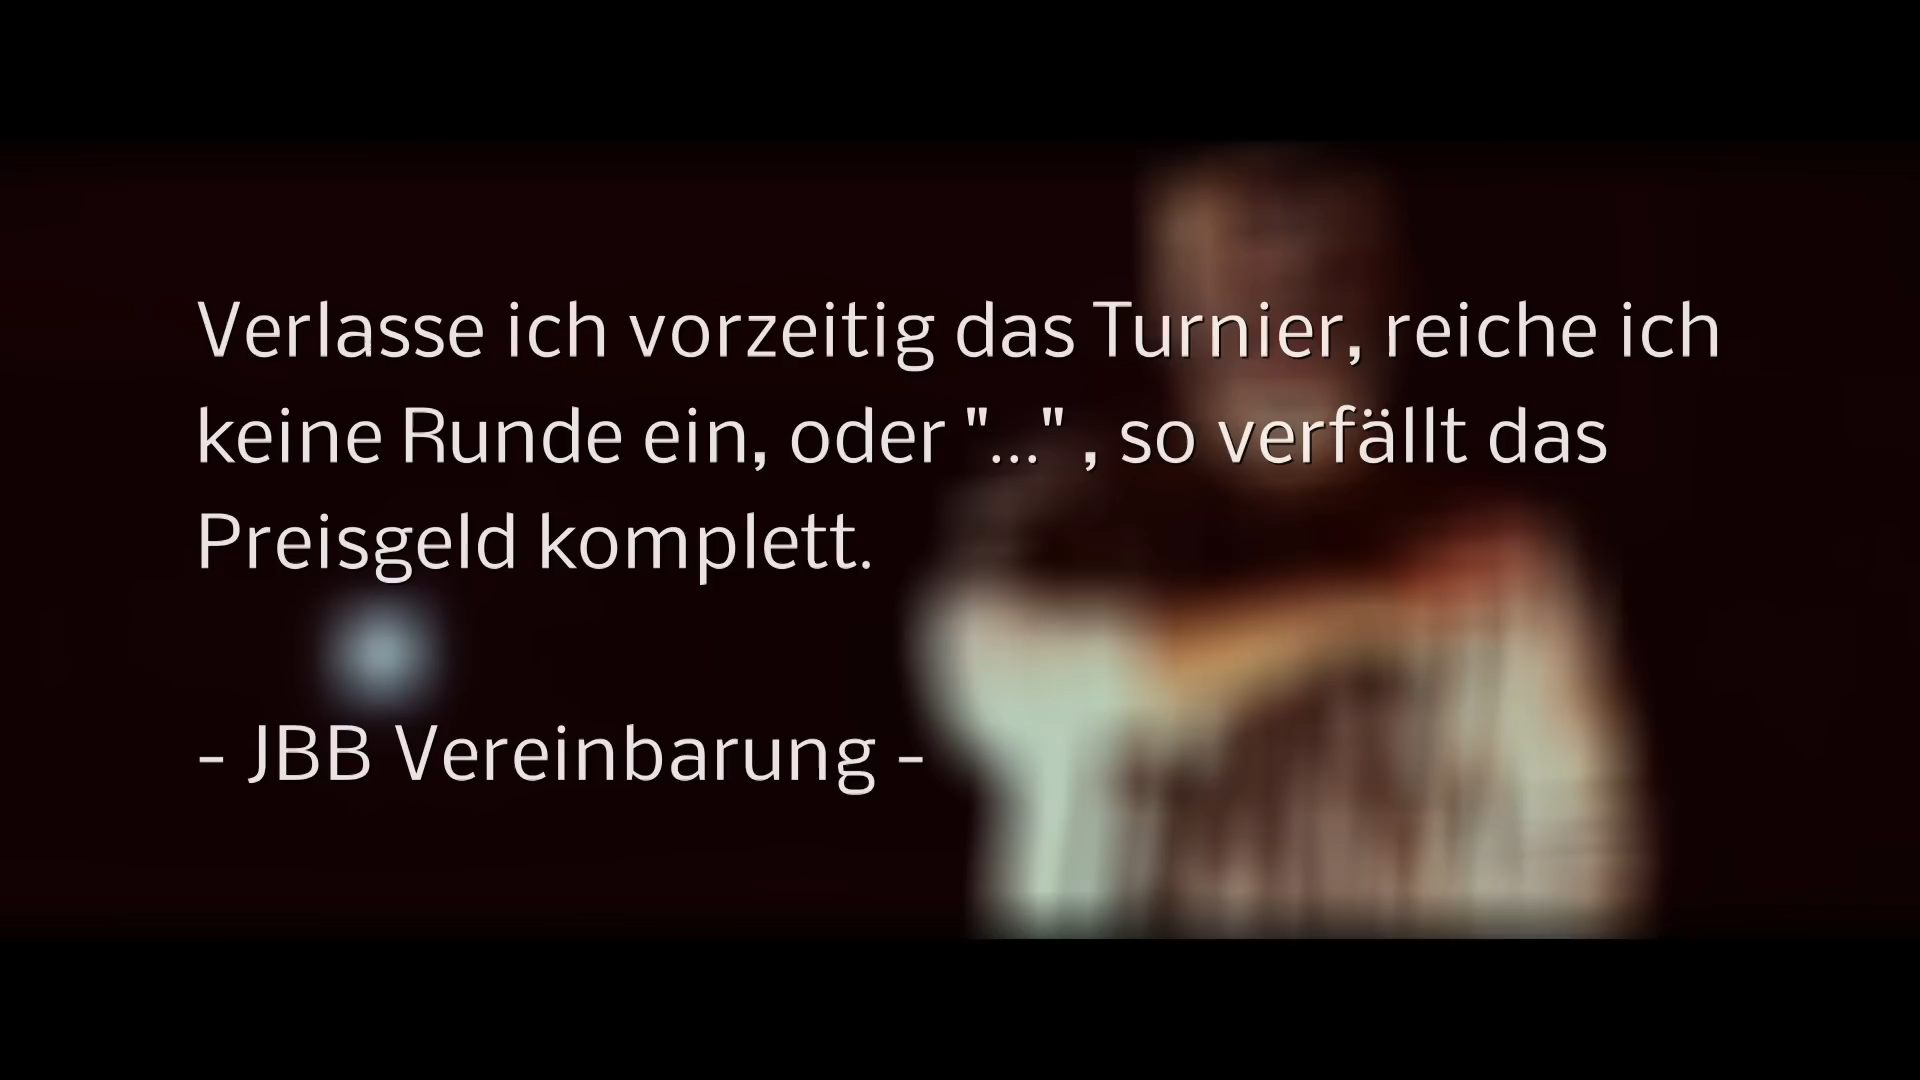 Verlasse ich vorzeitig das Turnier, reiche ich
keine Runde ein, oder "..." , so verfällt das
Preisgeld komplett.
- JBB Vereinbarung -